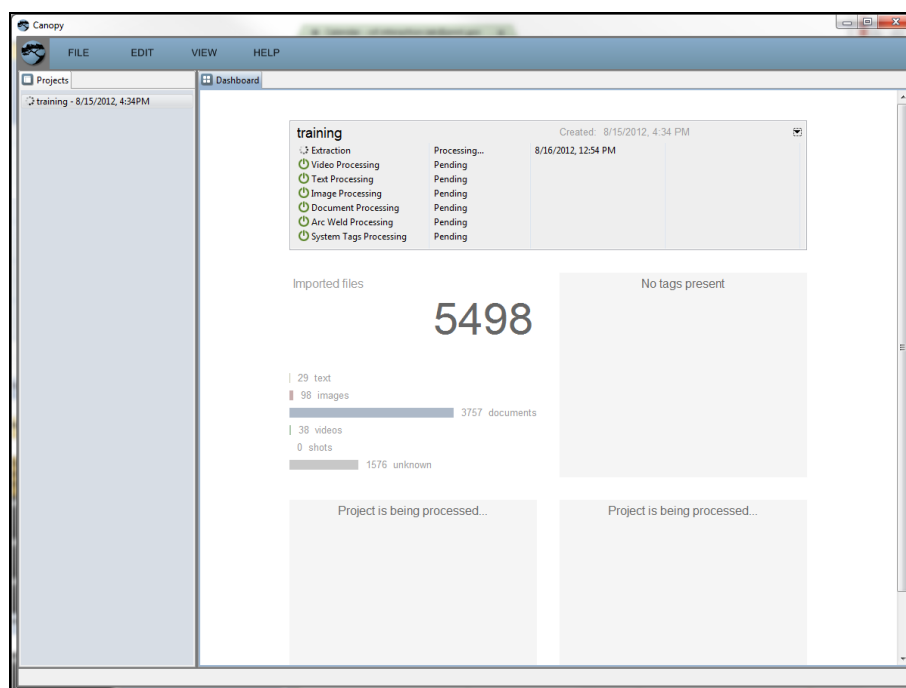 Canopy
FILE EDIT VIEW HELP
Projects
Dashboard
training - 8/15/2012, 4:34PM
training Created: 8/15/2012, 4:34 PM
Extraction Processing... 8/16/2012, 12:54 PM
Video Processing Pending
Text Processing Pending
Image Processing Pending
Document Processing Pending
Arc Weld Processing Pending
System Tags Processing Pending
Imported files
5498
29 text
98 images
3757 documents
38 videos
0 shots
1576 unknown
No tags present
Project is being processed...
Project is being processed...